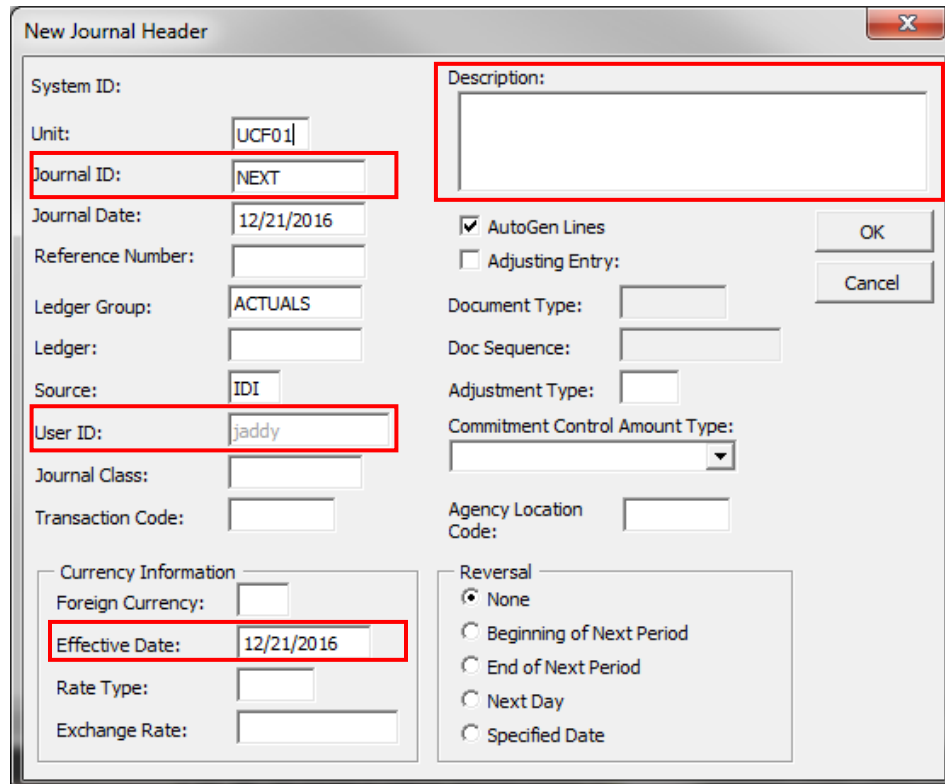 New Journal Header
System ID:
Unit: UCF01
Journal ID: NEXT
Journal Date: 12/21/2016
Reference Number:
Ledger Group: ACTUALS
Ledger:
Source: IDI
User ID: jaddy
Journal Class:
Transaction Code:
Description:
AutoGen Lines
Adjusting Entry:
Document Type:
Doc Sequence:
Adjustment Type:
Commitment Control Amount Type:
Agency Location
Code:
OK
Cancel
Currency Information
Foreign Currency:
Effective Date: 12/21/2016
Rate Type:
Exchange Rate:
Reversal
None
Beginning of Next Period
End of Next Period
Next Day
Specified Date